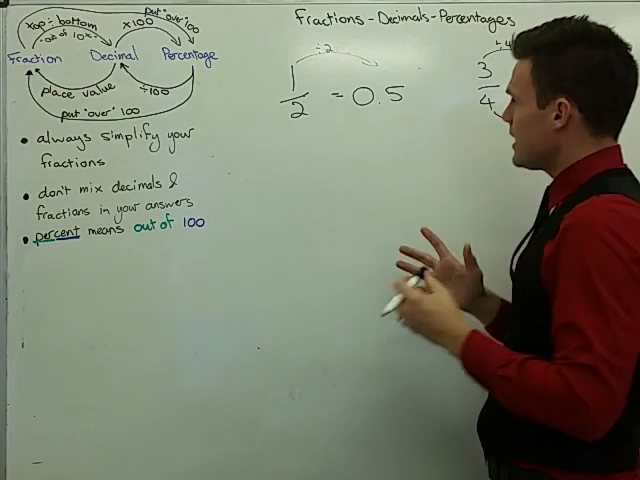 Fractions - Decimals - Percentages
put "over" 100
top ÷ bottom
"out of 10's"
x100
Fraction
Decimal
Percentage
place value
÷100
put "over" 100
• always simplify your
fractions
• don't mix decimals &
fractions in your answers
• percent means out of 100
÷2
1/2 = 0.5
÷4
3/4